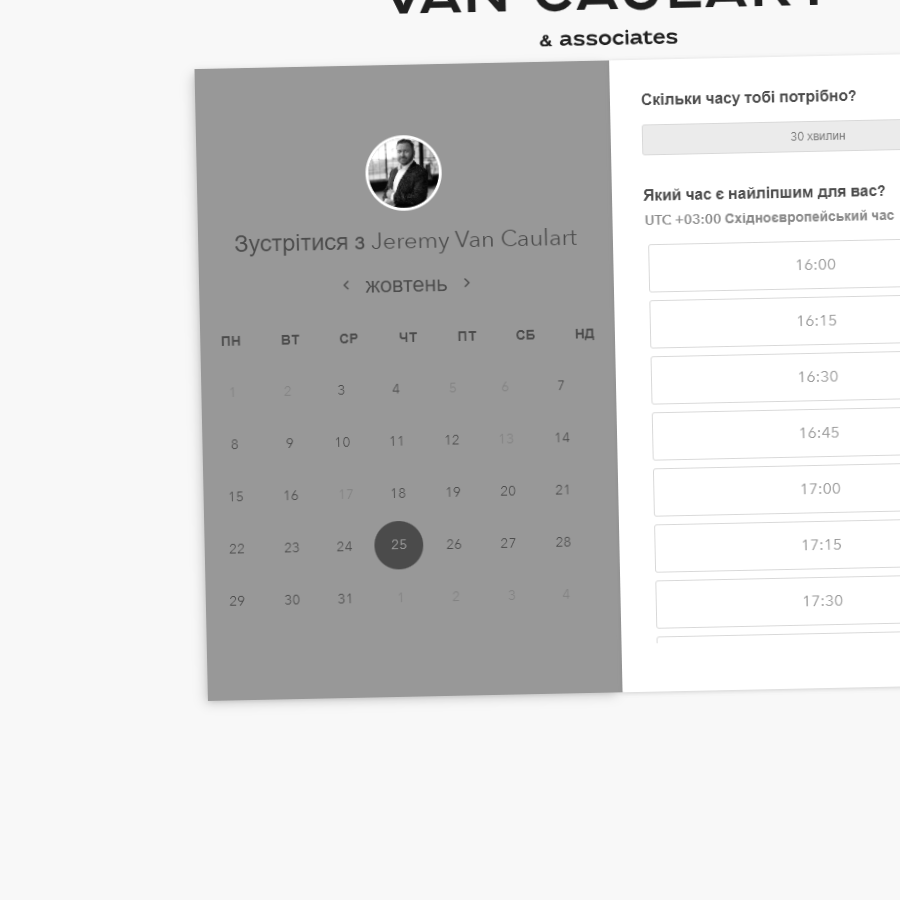 VAN CAULART
& associates
Зустрітися з Jeremy Van Caulart
‹ жовтень ›
ПН ВТ СР ЧТ ПТ СБ НД
1 2 3 4 5 6 7
8 9 10 11 12 13 14
15 16 17 18 19 20 21
22 23 24 25 26 27 28
29 30 31 1 2 3 4
Скільки часу тобі потрібно?
30 хвилин
Який час є найліпшим для вас?
UTC +03:00 Східноєвропейський час
16:00
16:15
16:30
16:45
17:00
17:15
17:30